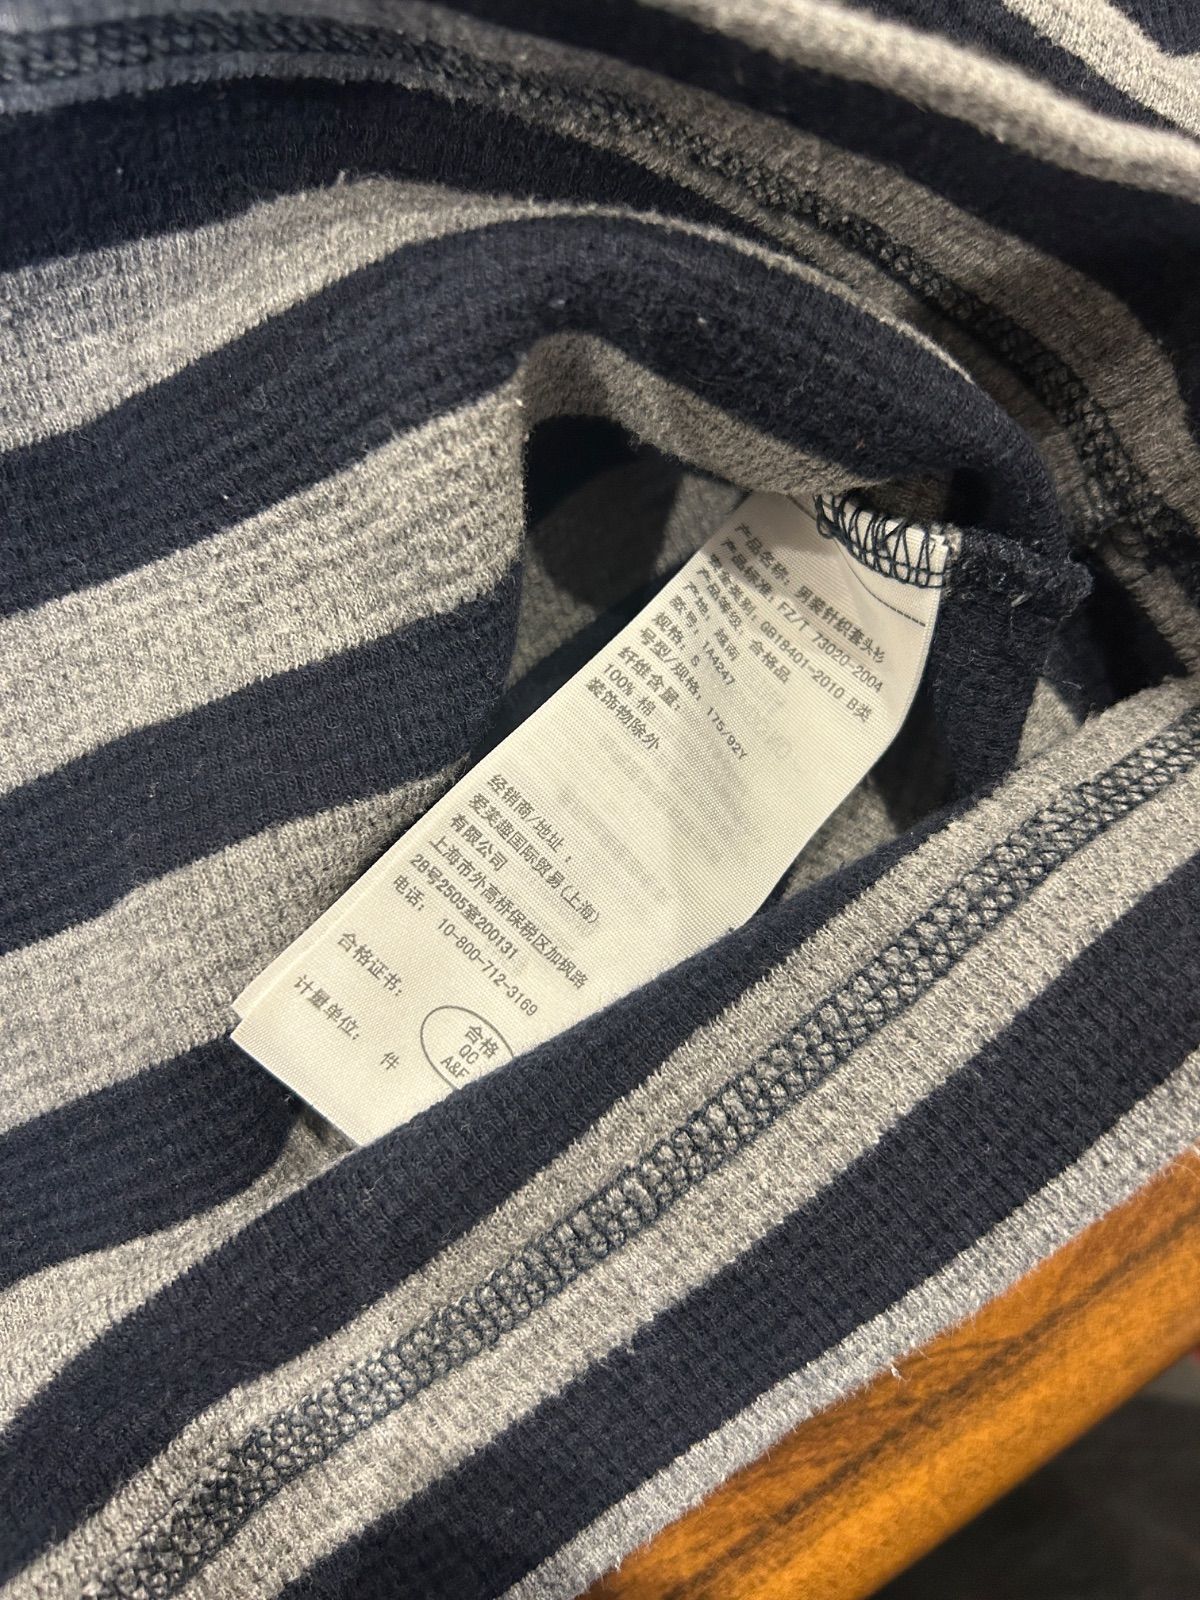 产品名称：男装针织套头衫
产品标准：FZ/T 73020-2004
安全类别：GB18401-2010 B类
产品等级：合格品
产地：越南
款号：1A4247
规格：S
号型/规格：175/92Y
纤维含量：
100% 棉
装饰物除外
经销商/地址：
爱芙趣国际贸易(上海)
有限公司
上海市外高桥保税区加枫路
28号2505室200131
电话： 10-800-712-3169
合格证书：
合格
QC
A&F
计量单位： 件